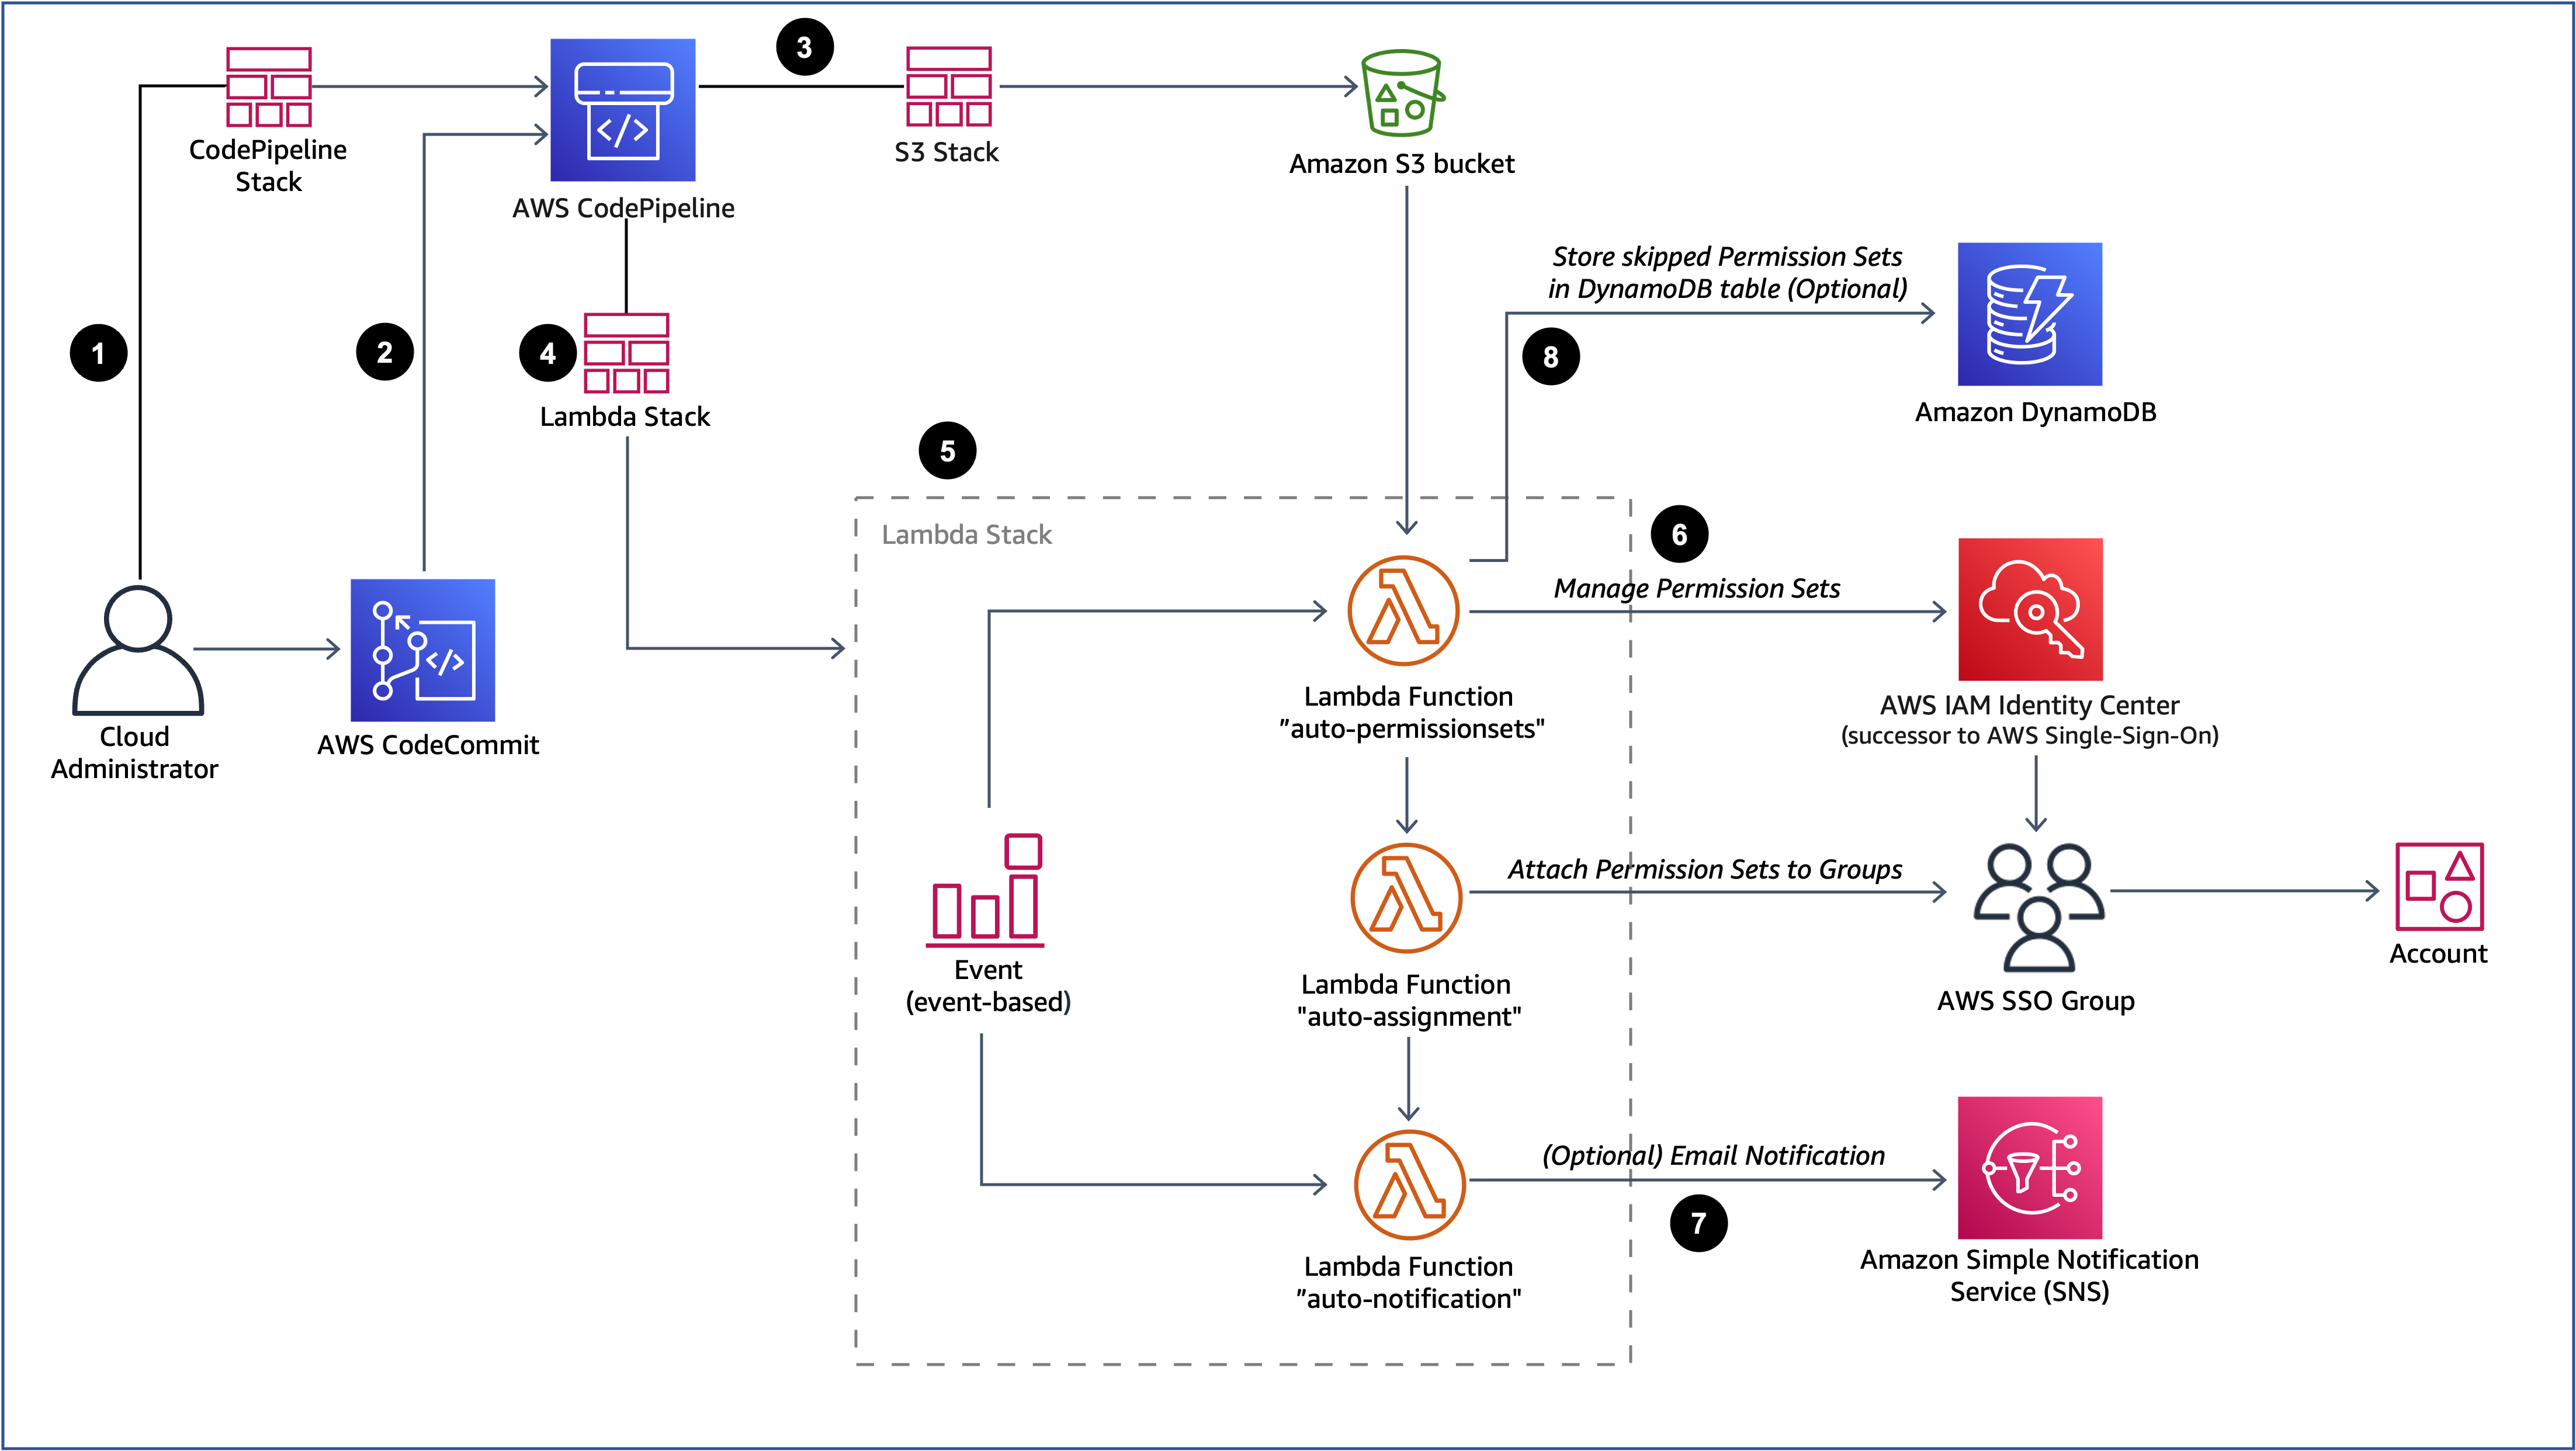 3
CodePipeline
Stack
AWS CodePipeline
S3 Stack
Amazon S3 bucket
1
2
4
Lambda Stack
Store skipped Permission Sets
in DynamoDB table (Optional)
8
Amazon DynamoDB
5
Lambda Stack
6
Manage Permission Sets
Cloud
Administrator
AWS CodeCommit
Lambda Function
"auto-permissionsets"
AWS IAM Identity Center
(successor to AWS Single-Sign-On)
Attach Permission Sets to Groups
Event
(event-based)
Lambda Function
"auto-assignment"
AWS SSO Group
Account
(Optional) Email Notification
7
Lambda Function
"auto-notification"
Amazon Simple Notification
Service (SNS)